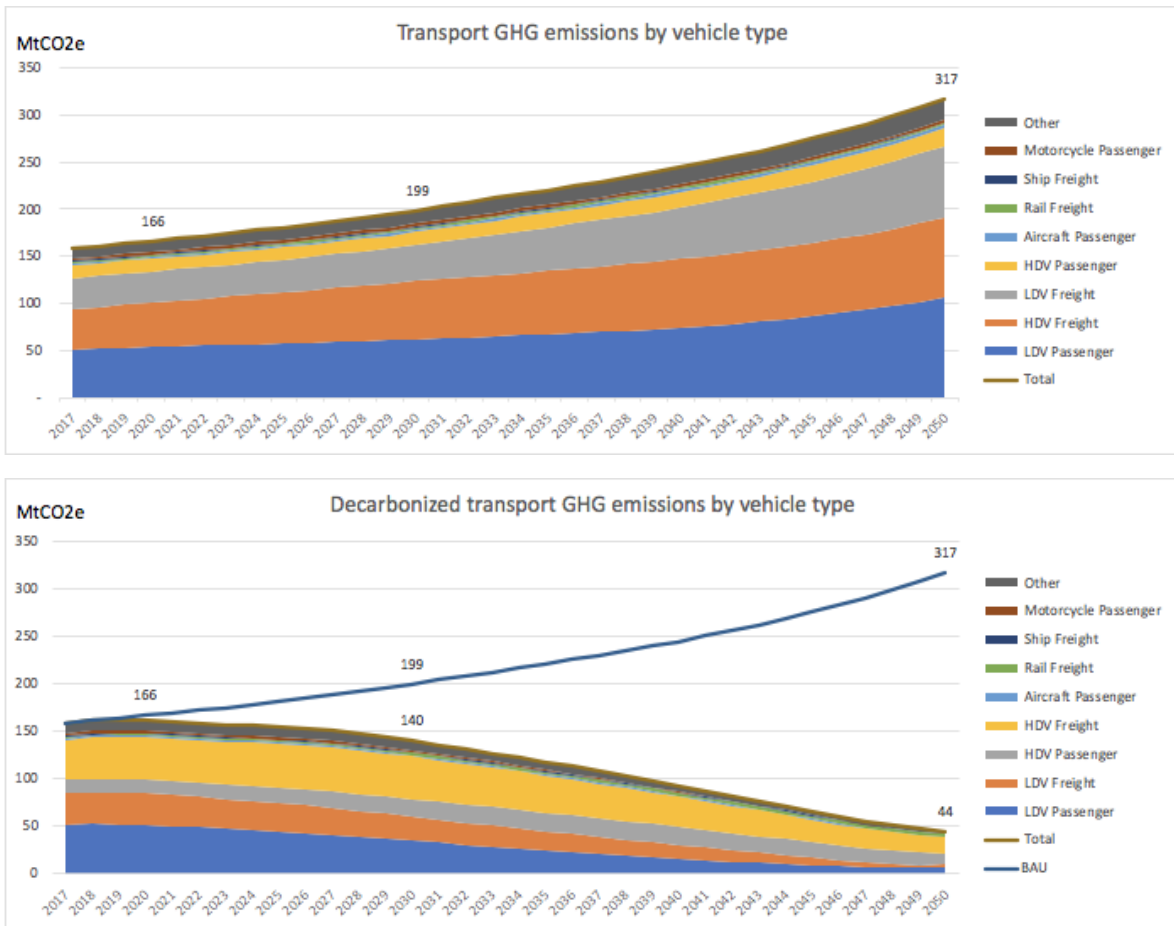 Transport GHG emissions by vehicle type
MtCO2e
350
300
250
200
150
100
50
-
166
199
317
2017 2018 2019 2020 2021 2022 2023 2024 2025 2026 2027 2028 2029 2030 2031 2032 2033 2034 2035 2036 2037 2038 2039 2040 2041 2042 2043 2044 2045 2046 2047 2048 2049 2050
Other
Motorcycle Passenger
Ship Freight
Rail Freight
Aircraft Passenger
HDV Passenger
LDV Freight
HDV Freight
LDV Passenger
Total
Decarbonized transport GHG emissions by vehicle type
MtCO2e
350
300
250
200
150
100
50
0
166
199
140
317
44
2017 2018 2019 2020 2021 2022 2023 2024 2025 2026 2027 2028 2029 2030 2031 2032 2033 2034 2035 2036 2037 2038 2039 2040 2041 2042 2043 2044 2045 2046 2047 2048 2049 2050
Other
Motorcycle Passenger
Ship Freight
Rail Freight
Aircraft Passenger
HDV Freight
HDV Passenger
LDV Freight
LDV Passenger
Total
BAU